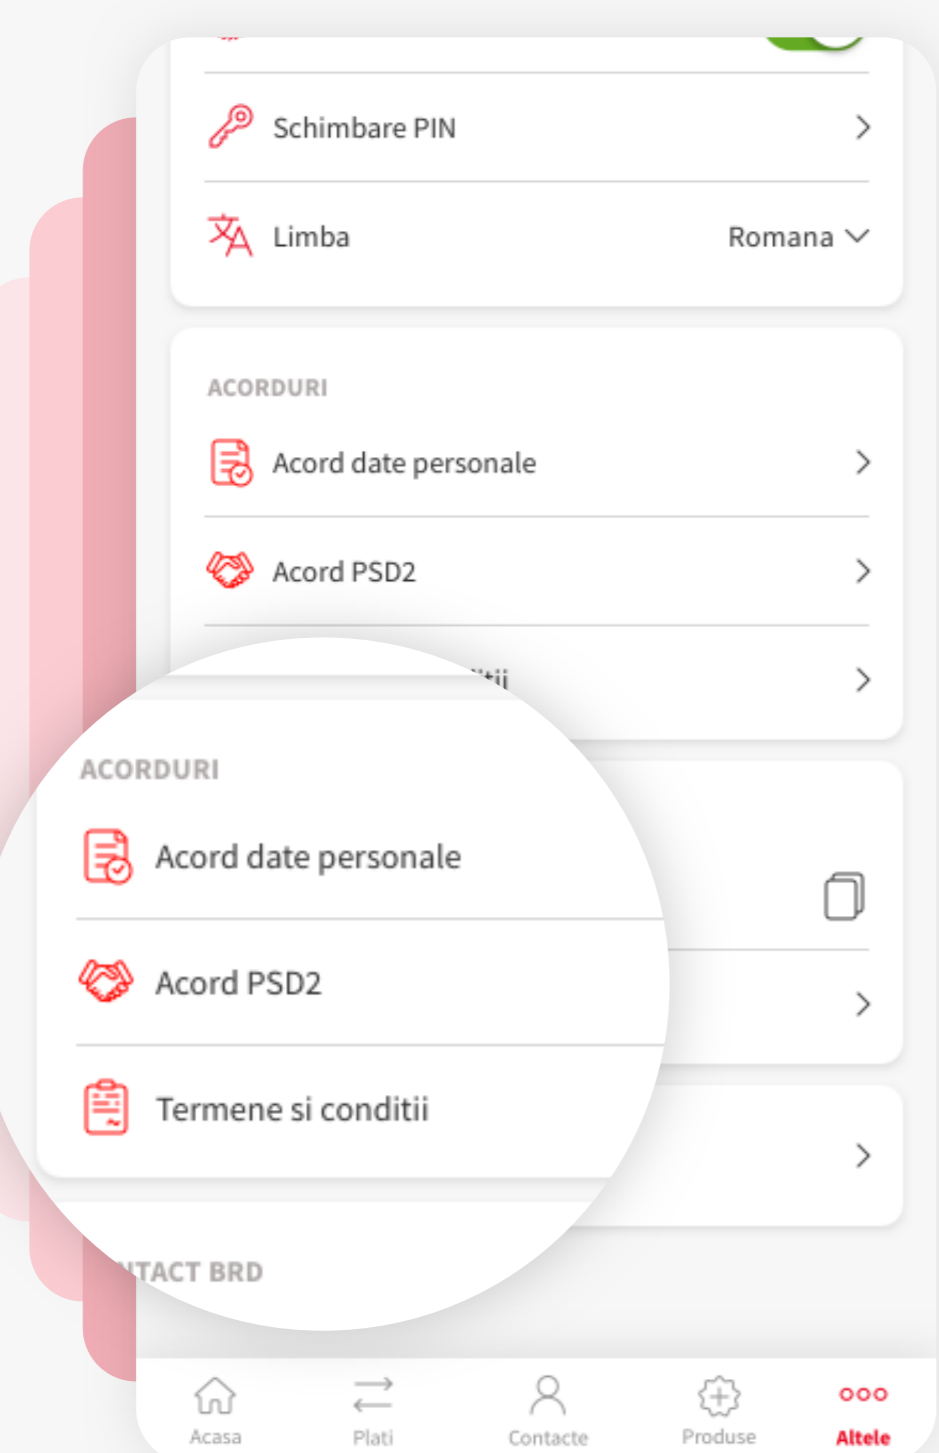 Schimbare PIN
Limba
Romana
ACORDURI
Acord date personale
Acord PSD2
ACORDURI
Acord date personale
Acord PSD2
Termene si conditii
BRD
Acasa
Plati
Contacte
Produse
Altele